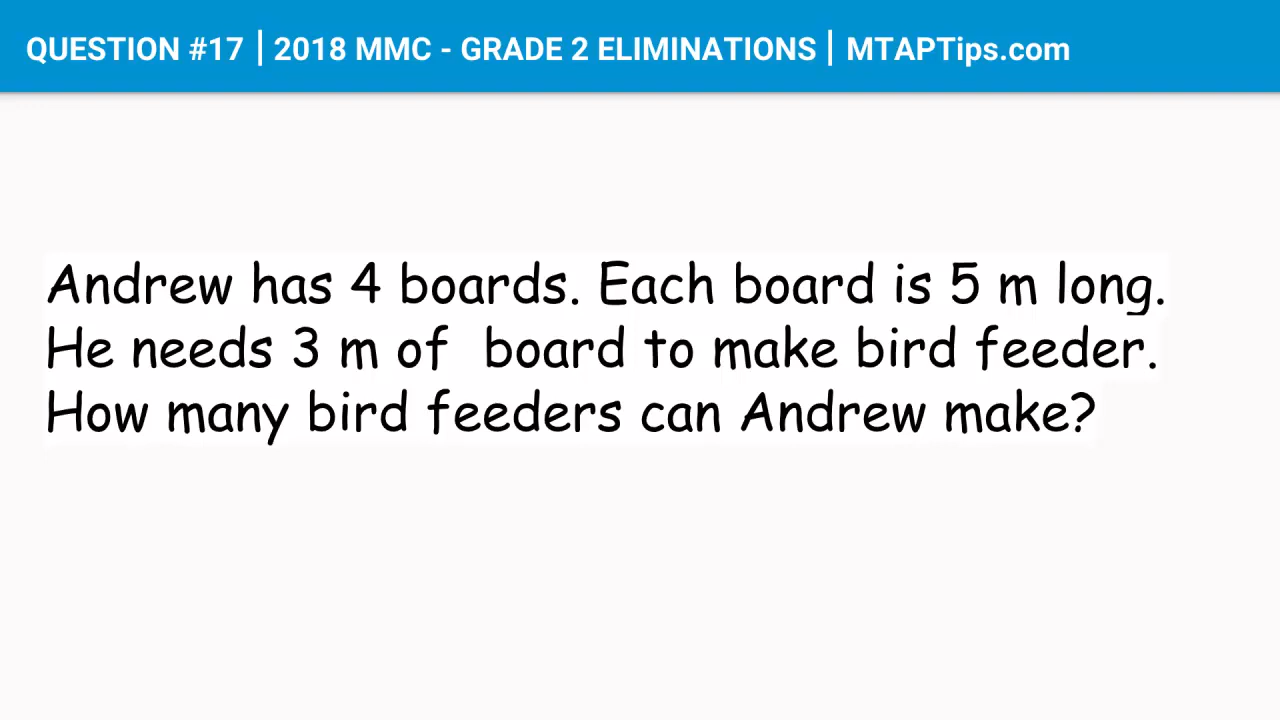 QUESTION #17 | 2018 MMC - GRADE 2 ELIMINATIONS | MTAPTips.com
Andrew has 4 boards. Each board is 5 m long.
He needs 3 m of  board to make bird feeder.
How many bird feeders can Andrew make?